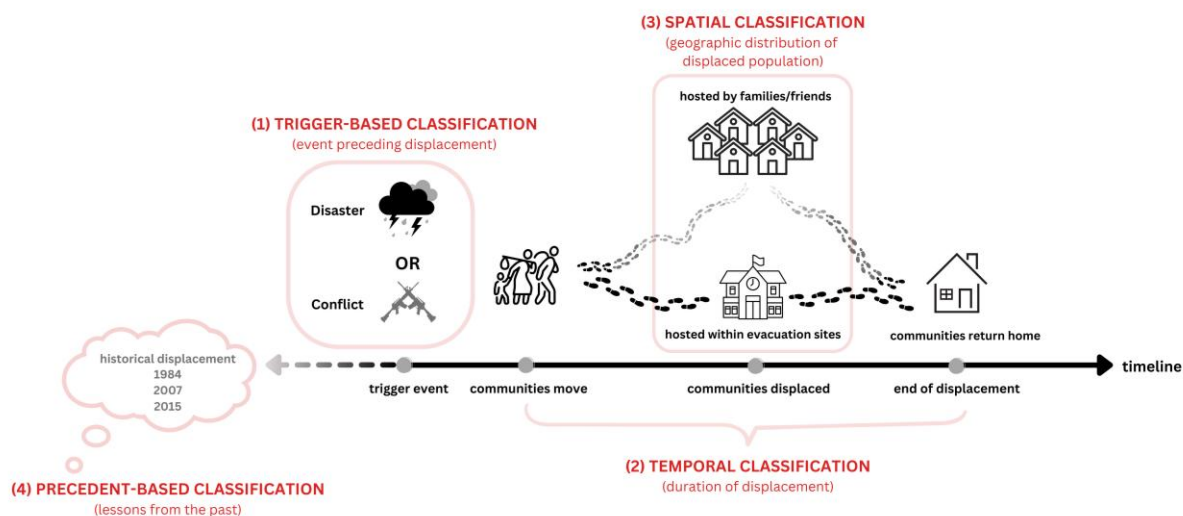 (3) SPATIAL CLASSIFICATION
(geographic distribution of
displaced population)
hosted by families/friends
(1) TRIGGER-BASED CLASSIFICATION
(event preceding displacement)
Disaster
OR
Conflict
hosted within evacuation sites
communities return home
historical displacement
1984
2007
2015
timeline
trigger event
communities move
communities displaced
end of displacement
(2) TEMPORAL CLASSIFICATION
(duration of displacement)
(4) PRECEDENT-BASED CLASSIFICATION
(lessons from the past)